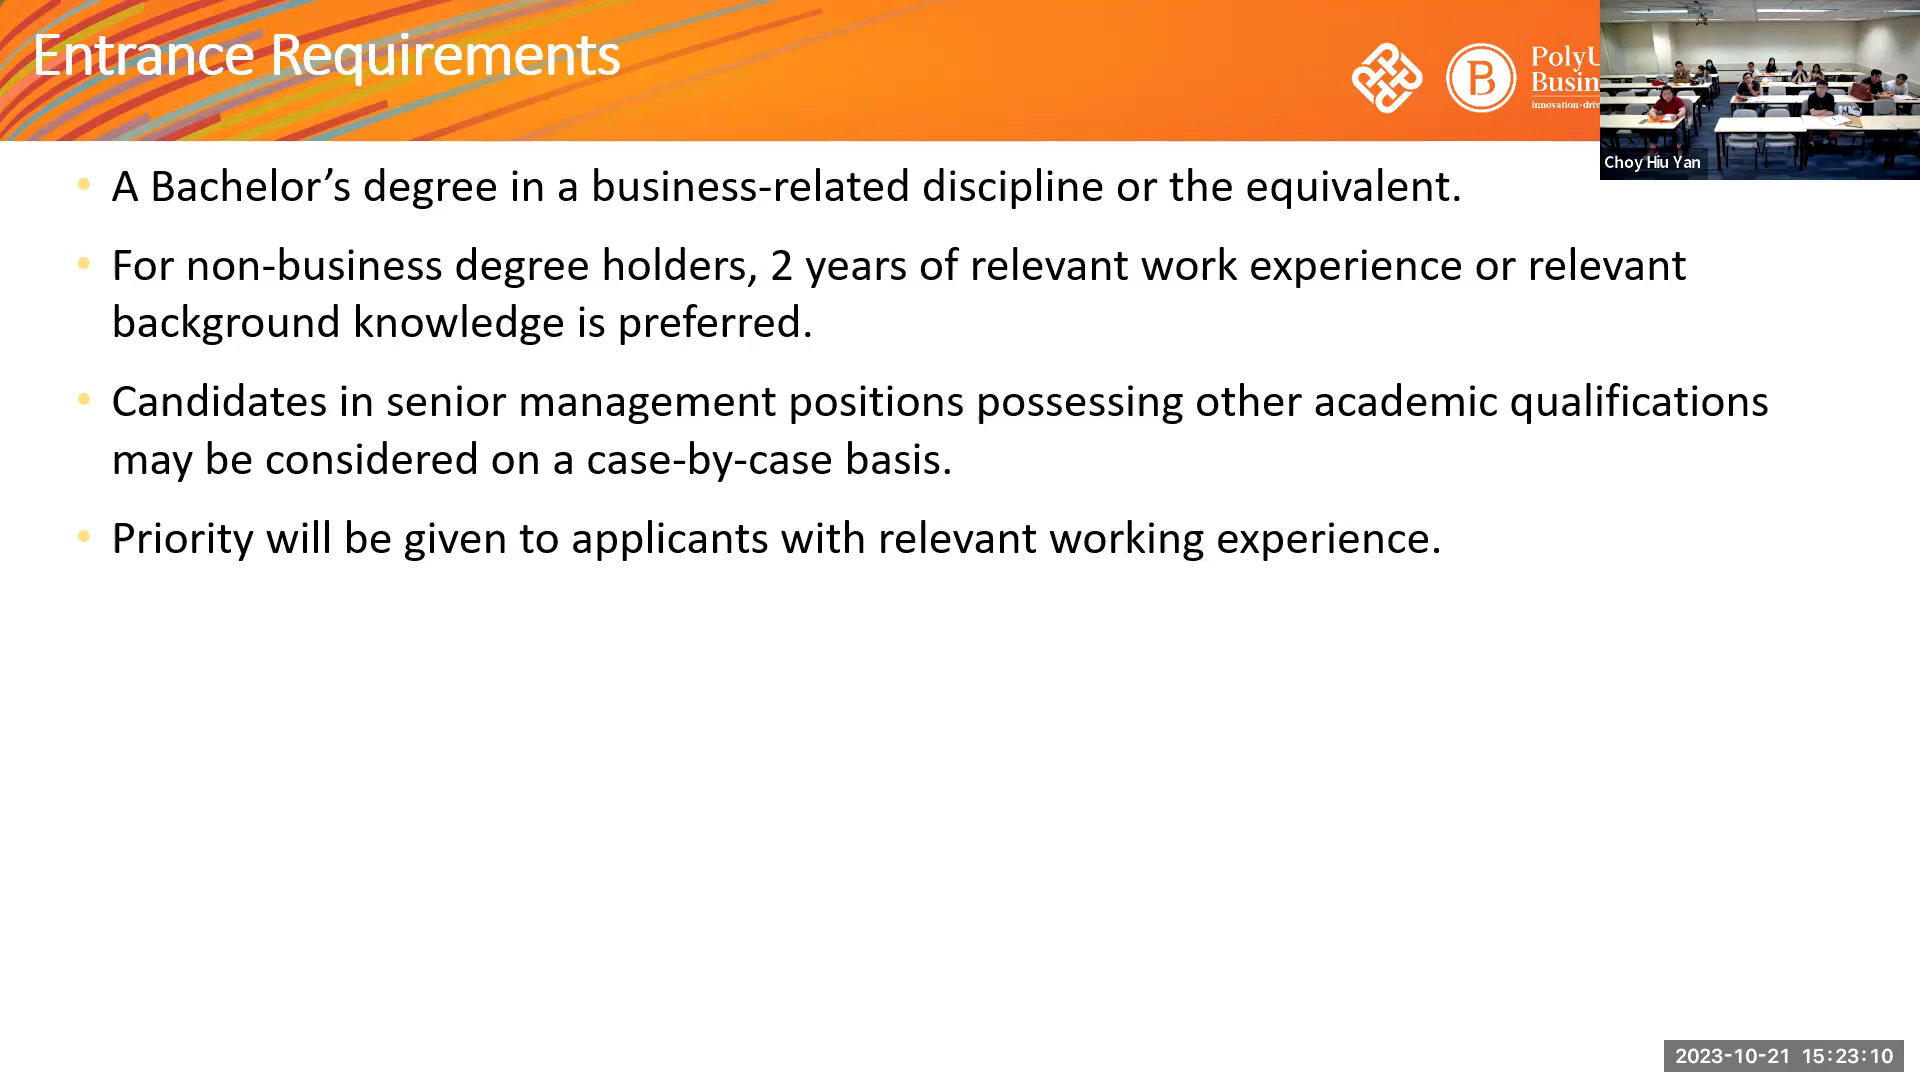 Entrance Requirements
B
PolyU
Busin
innovation-driv
Choy Hiu Yan
• A Bachelor’s degree in a business-related discipline or the equivalent.
• For non-business degree holders, 2 years of relevant work experience or relevant
background knowledge is preferred.
• Candidates in senior management positions possessing other academic qualifications
may be considered on a case-by-case basis.
• Priority will be given to applicants with relevant working experience.
2023-10-21 15:23:10